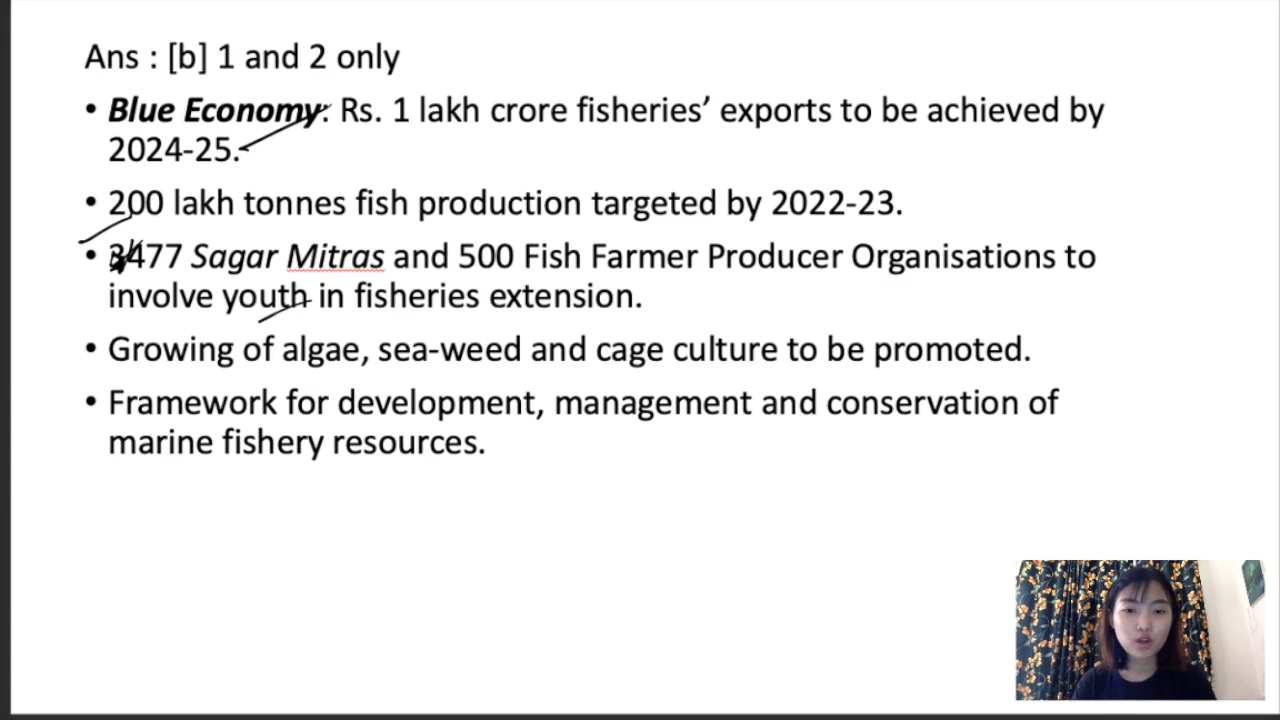 Ans : [b] 1 and 2 only
• Blue Economy: Rs. 1 lakh crore fisheries’ exports to be achieved by
2024-25.
• 200 lakh tonnes fish production targeted by 2022-23.
• 3477 Sagar Mitras and 500 Fish Farmer Producer Organisations to
involve youth in fisheries extension.
• Growing of algae, sea-weed and cage culture to be promoted.
• Framework for development, management and conservation of
marine fishery resources.